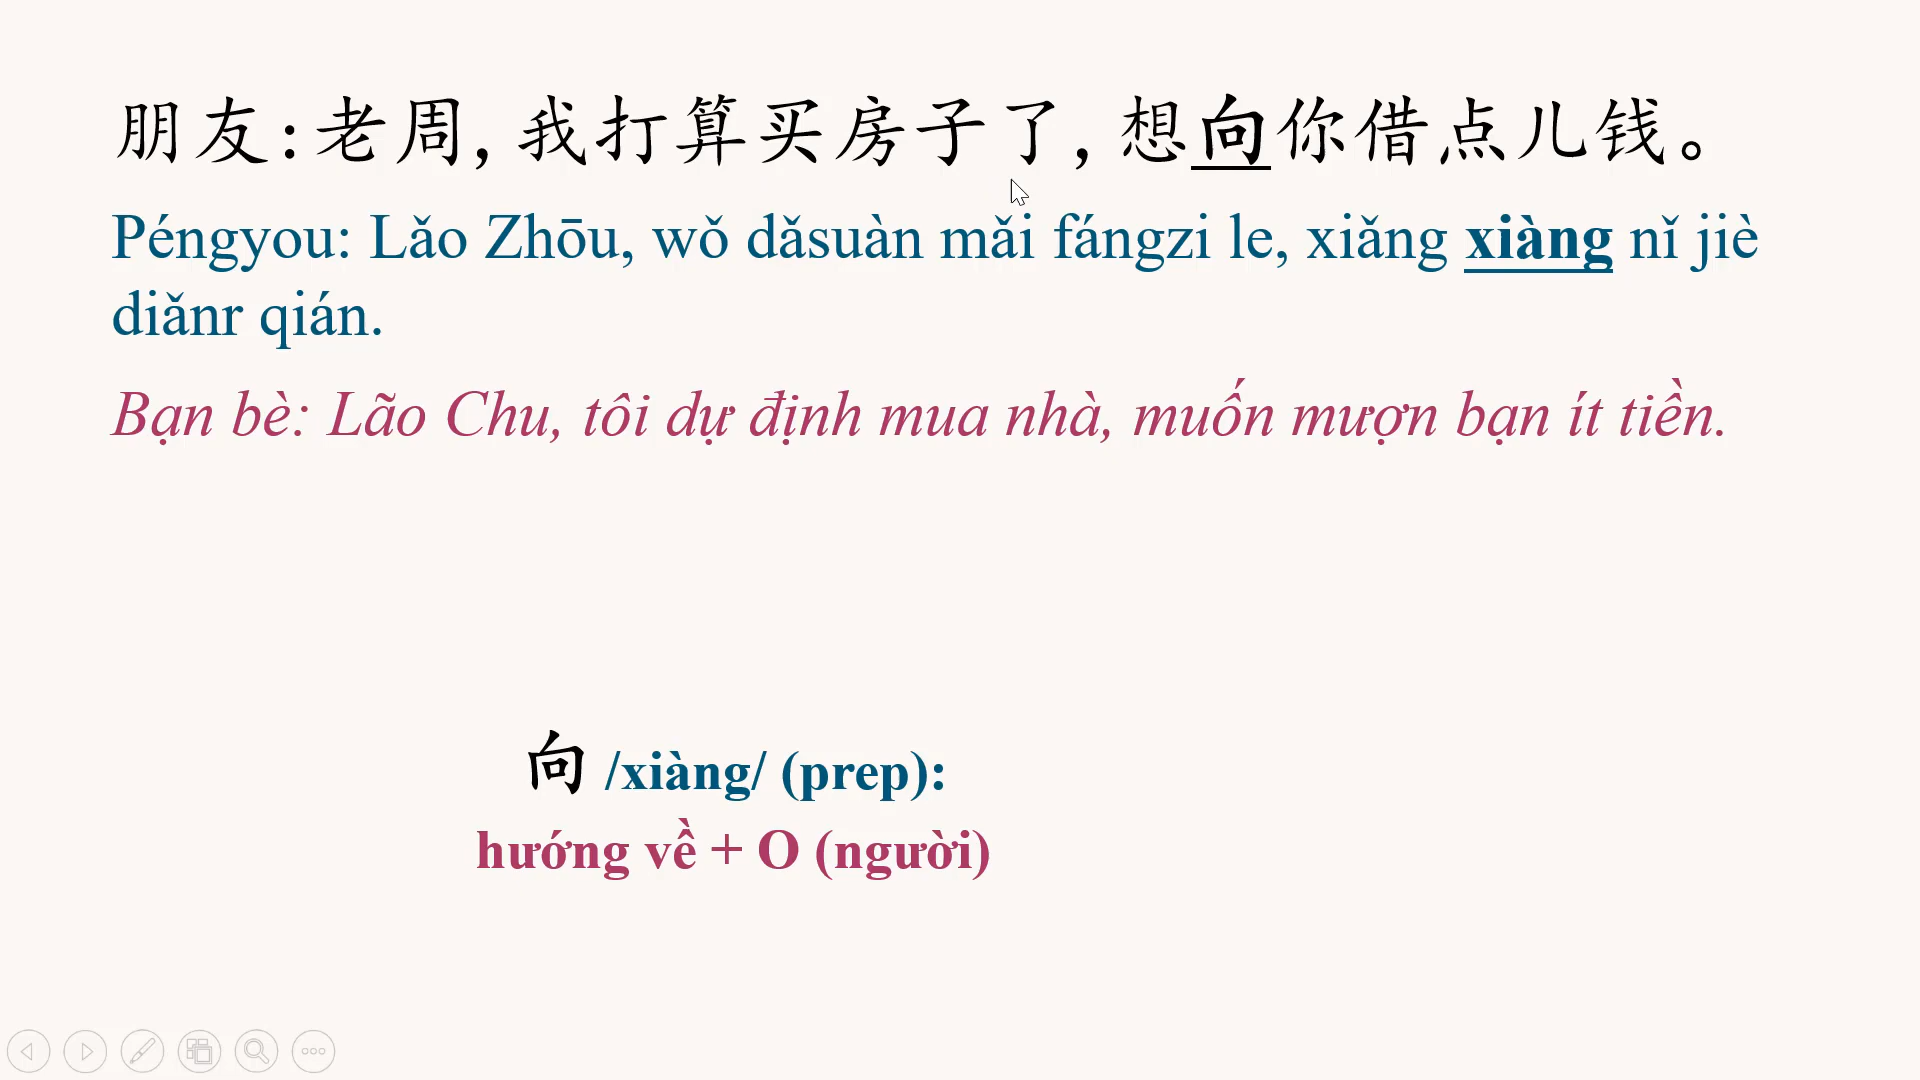 朋友:老周,我打算买房子了,想向你借点儿钱。
Péngyou: Lǎo Zhōu, wǒ dǎsuàn mǎi fángzi le, xiǎng xiàng nǐ jiè
diǎnr qián.
Bạn bè: Lão Chu, tôi dự định mua nhà, muốn mượn bạn ít tiền.
向 /xiàng/ (prep):
hướng về + O (người)